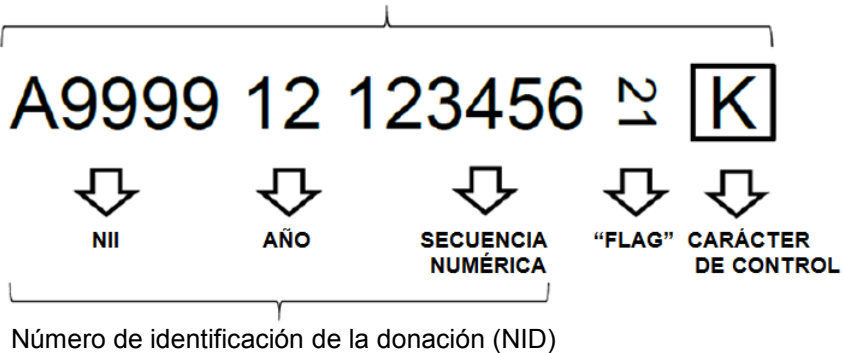 A9999 12 123456 21 K
NII AÑO SECUENCIA NUMÉRICA “FLAG” CARÁCTER DE CONTROL
Número de identificación de la donación (NID)